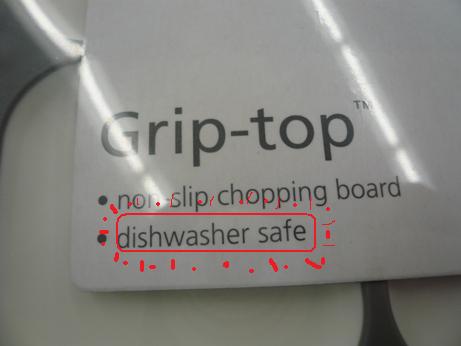 Grip-top™
• non-slip chopping board
• dishwasher safe